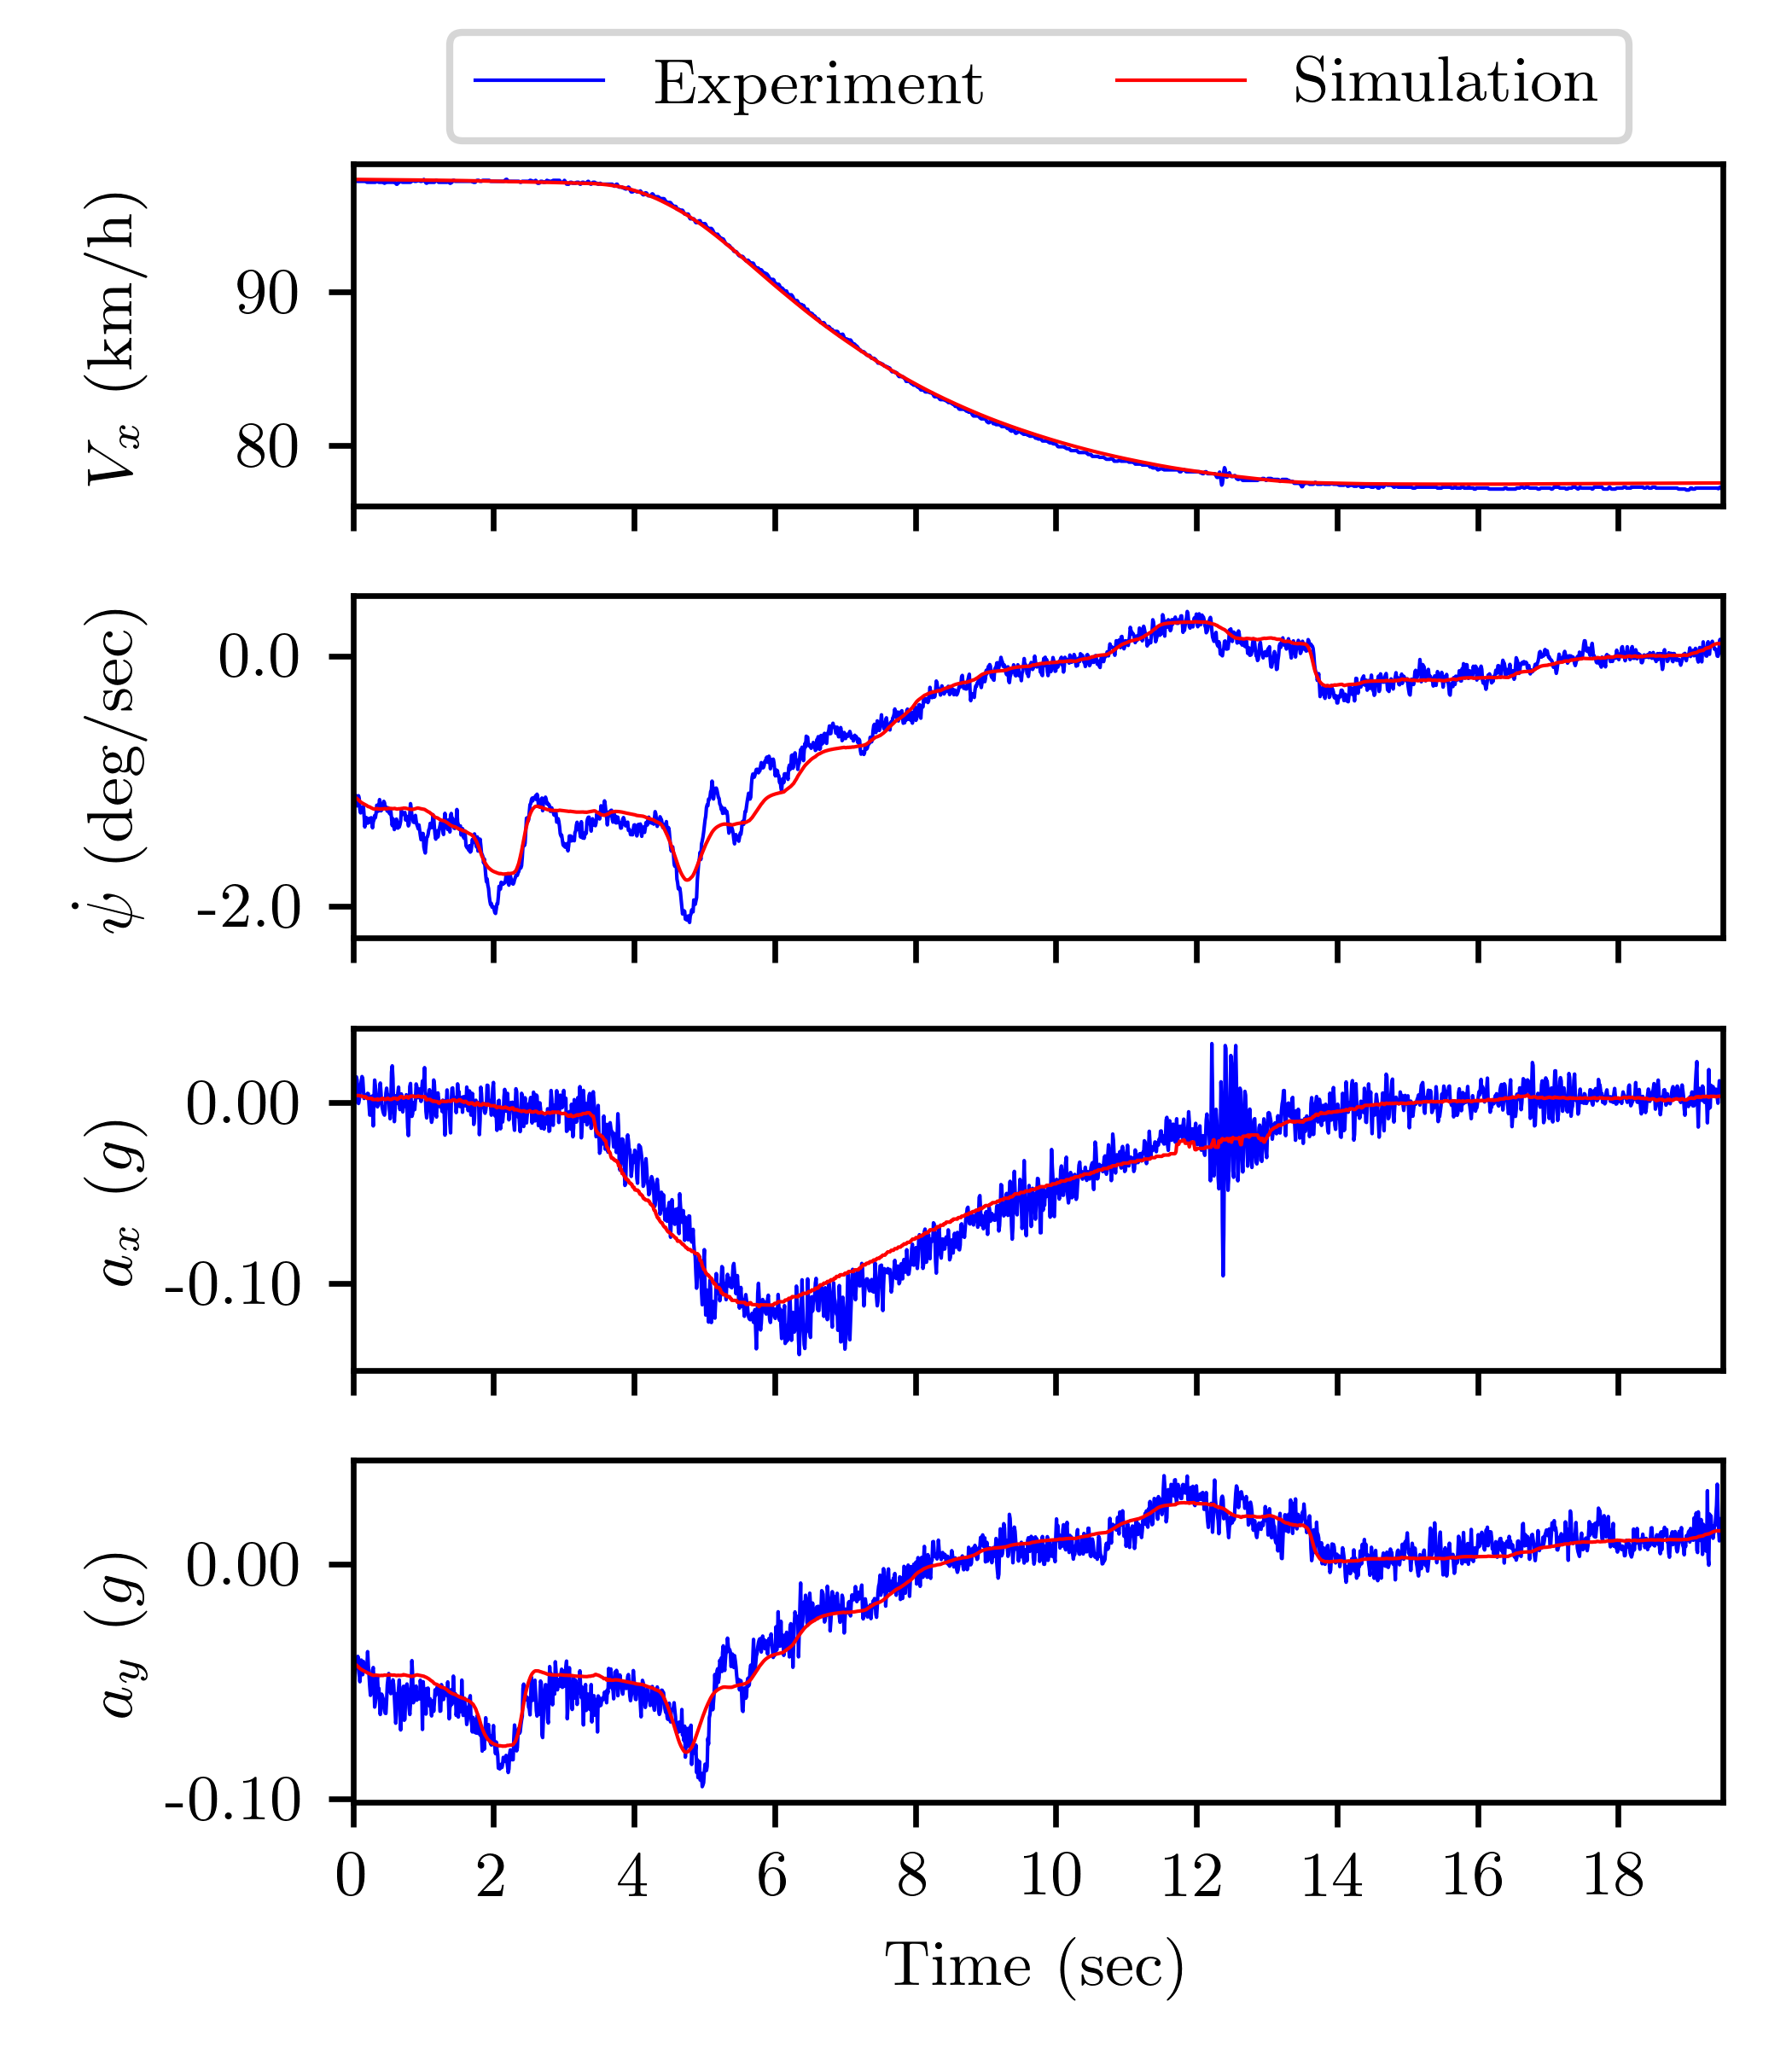 Experiment Simulation
V_x (km/h)
90
80
ψ̇ (deg/sec)
0.0
-2.0
a_x (g)
0.00
-0.10
a_y (g)
0.00
-0.10
0 2 4 6 8 10 12 14 16 18
Time (sec)